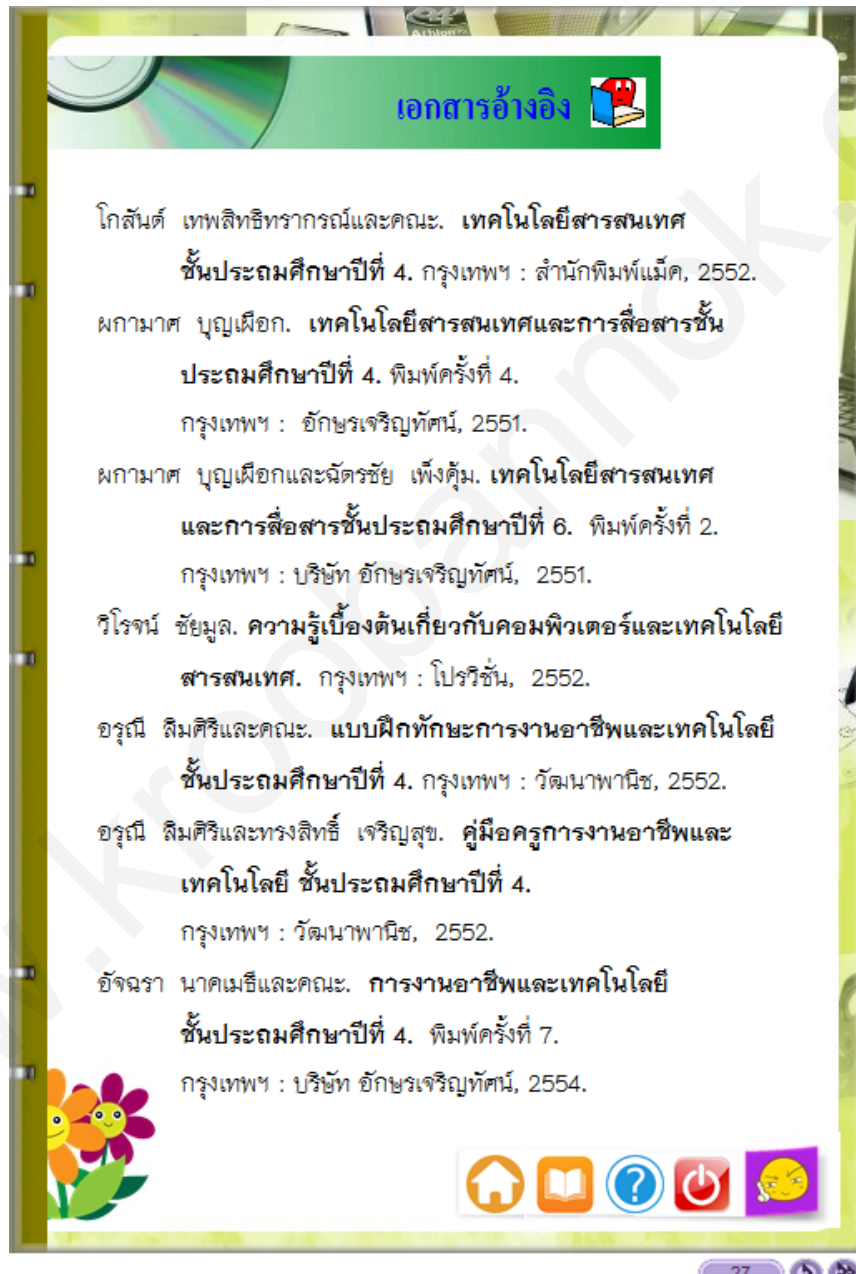 เอกสารอ้างอิง
โกสันต์ เทพสิทธิทรากรณ์และคณะ. เทคโนโลยีสารสนเทศ
ชั้นประถมศึกษาปีที่ 4. กรุงเทพฯ : สำนักพิมพ์แม็ค, 2552.
ผกามาศ บุญเผือก. เทคโนโลยีสารสนเทศและการสื่อสารชั้น
ประถมศึกษาปีที่ 4. พิมพ์ครั้งที่ 4.
กรุงเทพฯ : อักษรเจริญทัศน์, 2551.
ผกามาศ บุญเผือกและฉัตรชัย เพ็งคุ้ม. เทคโนโลยีสารสนเทศ
และการสื่อสารชั้นประถมศึกษาปีที่ 6. พิมพ์ครั้งที่ 2.
กรุงเทพฯ : บริษัท อักษรเจริญทัศน์, 2551.
วิโรจน์ ชัยมูล. ความรู้เบื้องต้นเกี่ยวกับคอมพิวเตอร์และเทคโนโลยี
สารสนเทศ. กรุงเทพฯ : โปรวิชั่น, 2552.
อรุณี ลิมศิริและคณะ. แบบฝึกทักษะการงานอาชีพและเทคโนโลยี
ชั้นประถมศึกษาปีที่ 4. กรุงเทพฯ : วัฒนาพานิช, 2552.
อรุณี ลิมศิริและทรงสิทธิ์ เจริญสุข. คู่มือครูการงานอาชีพและ
เทคโนโลยี ชั้นประถมศึกษาปีที่ 4.
กรุงเทพฯ : วัฒนาพานิช, 2552.
อัจฉรา นาคเมธีและคณะ. การงานอาชีพและเทคโนโลยี
ชั้นประถมศึกษาปีที่ 4. พิมพ์ครั้งที่ 7.
กรุงเทพฯ : บริษัท อักษรเจริญทัศน์, 2554.
27